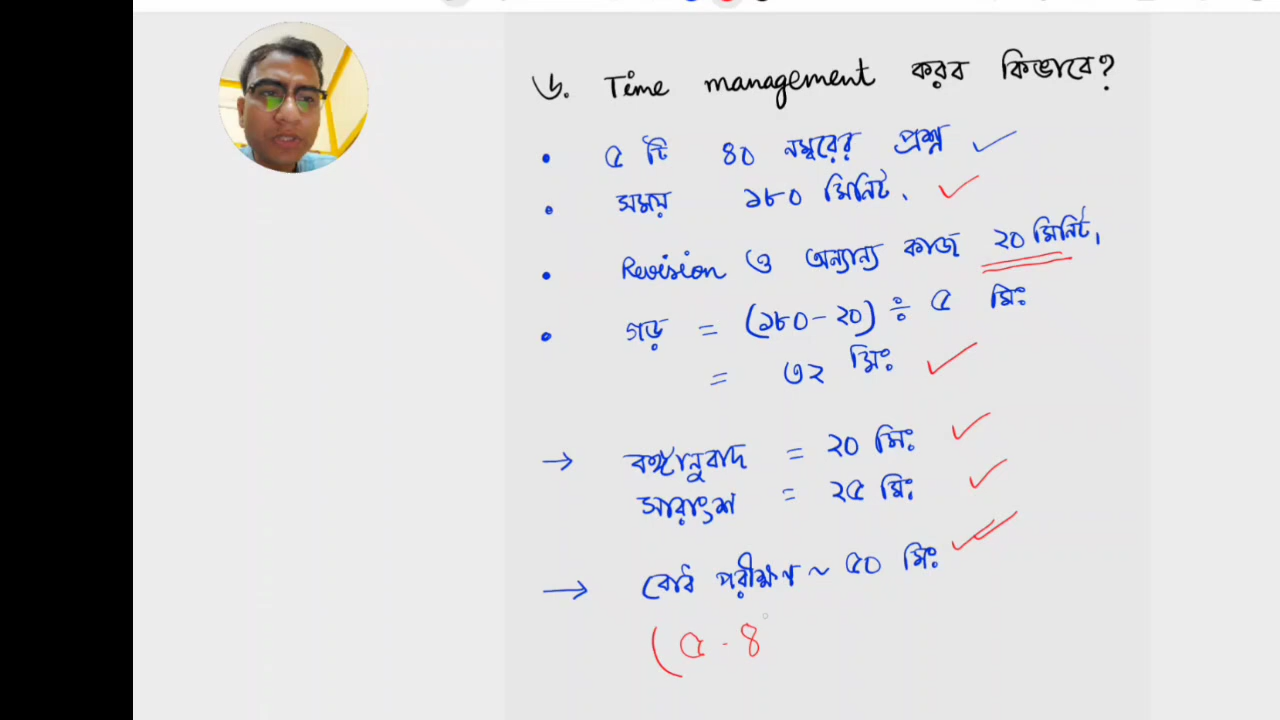 ৬. Time management করব কিভাবে?
• ৫ টি ৪০ নম্বরের প্রশ্ন
• সময় ১৮০ মিনিট।
• Revision ও অন্যান্য কাজ ২০ মিনিট।
• গড় = (১৮০ - ২০) ÷ ৫ মিঃ
= ৩২ মিঃ
→ বঙ্গানুবাদ = ২০ মিঃ
সারাংশ = ২৫ মিঃ
→ বোধ পরীক্ষণ ~ ৫০ মিঃ
(৫ - ৪